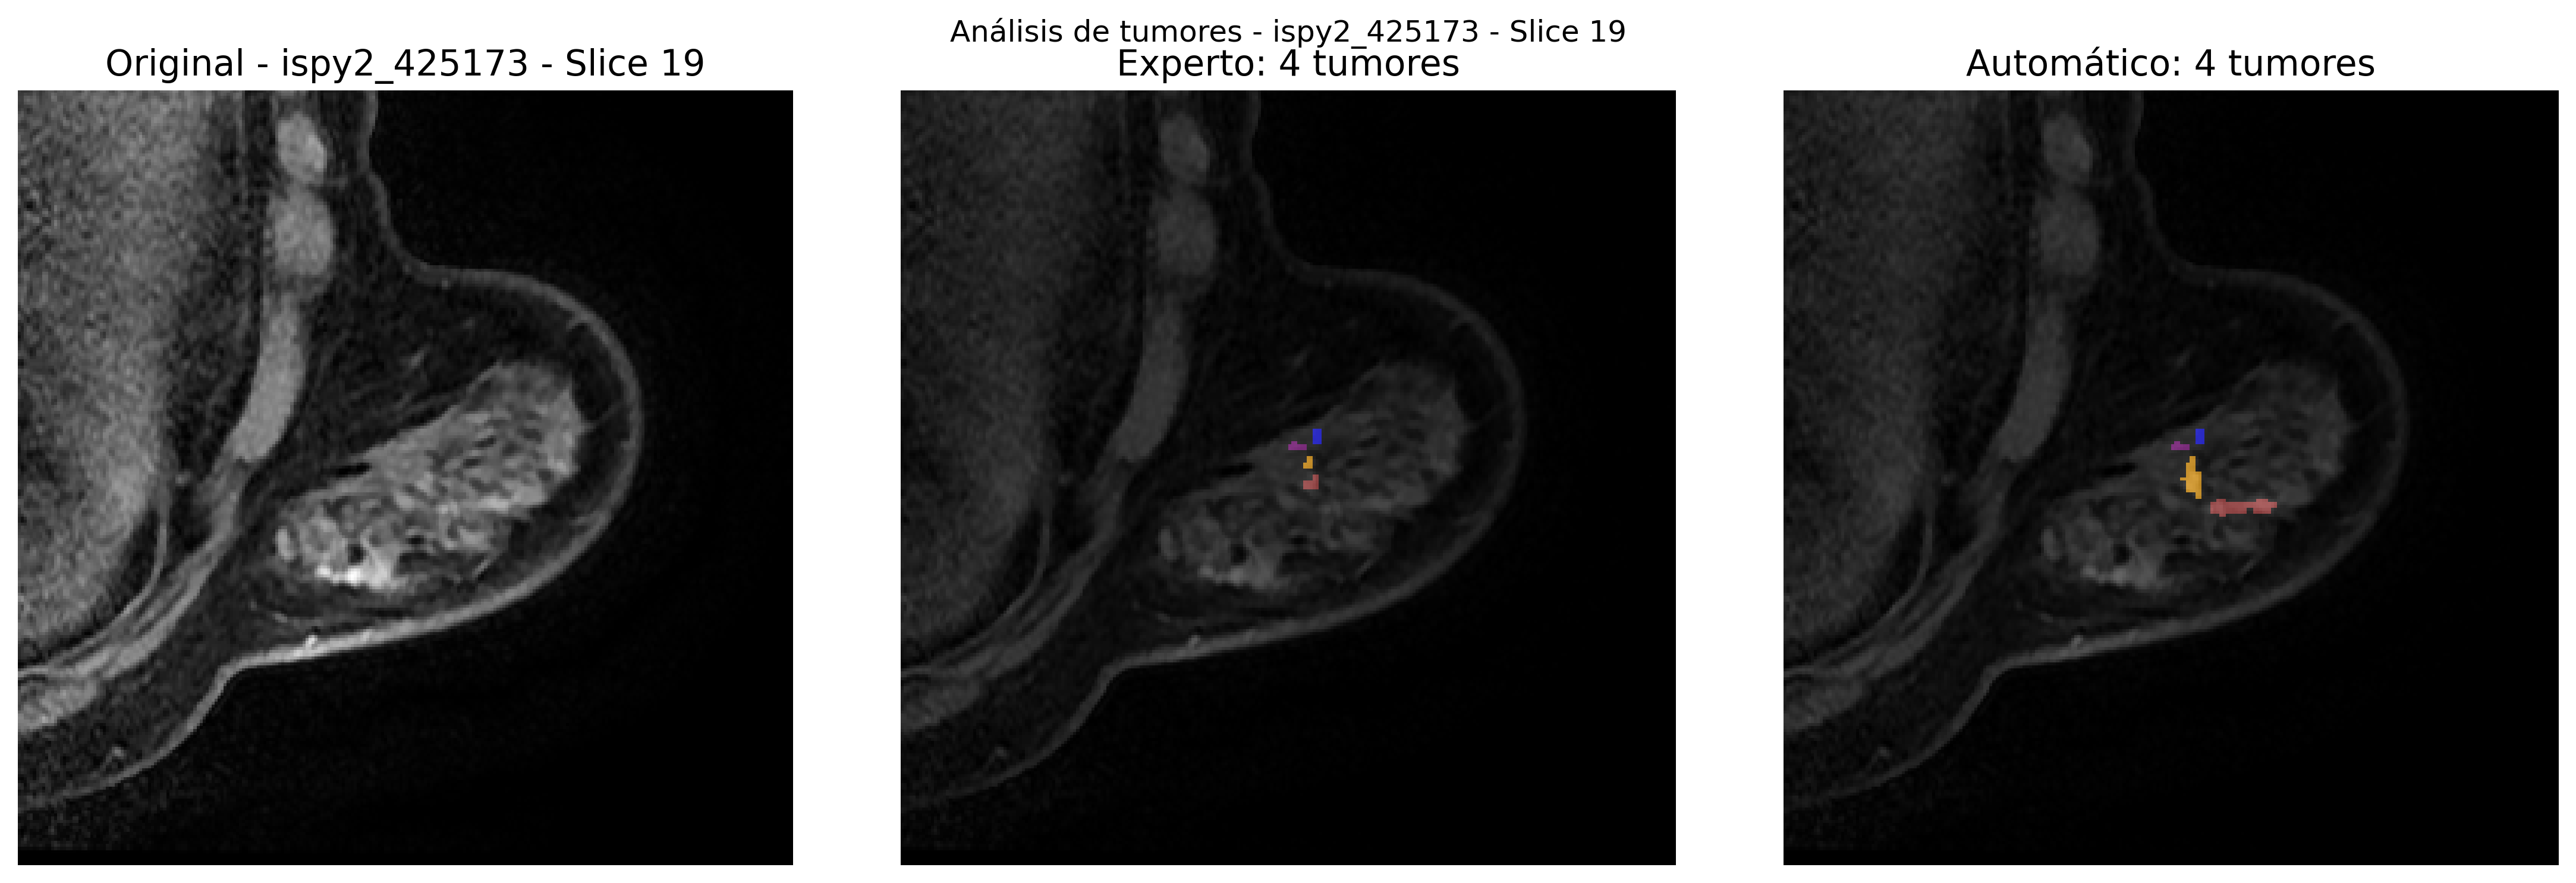 Análisis de tumores - ispy2_425173 - Slice 19
Original - ispy2_425173 - Slice 19
Experto: 4 tumores
Automático: 4 tumores